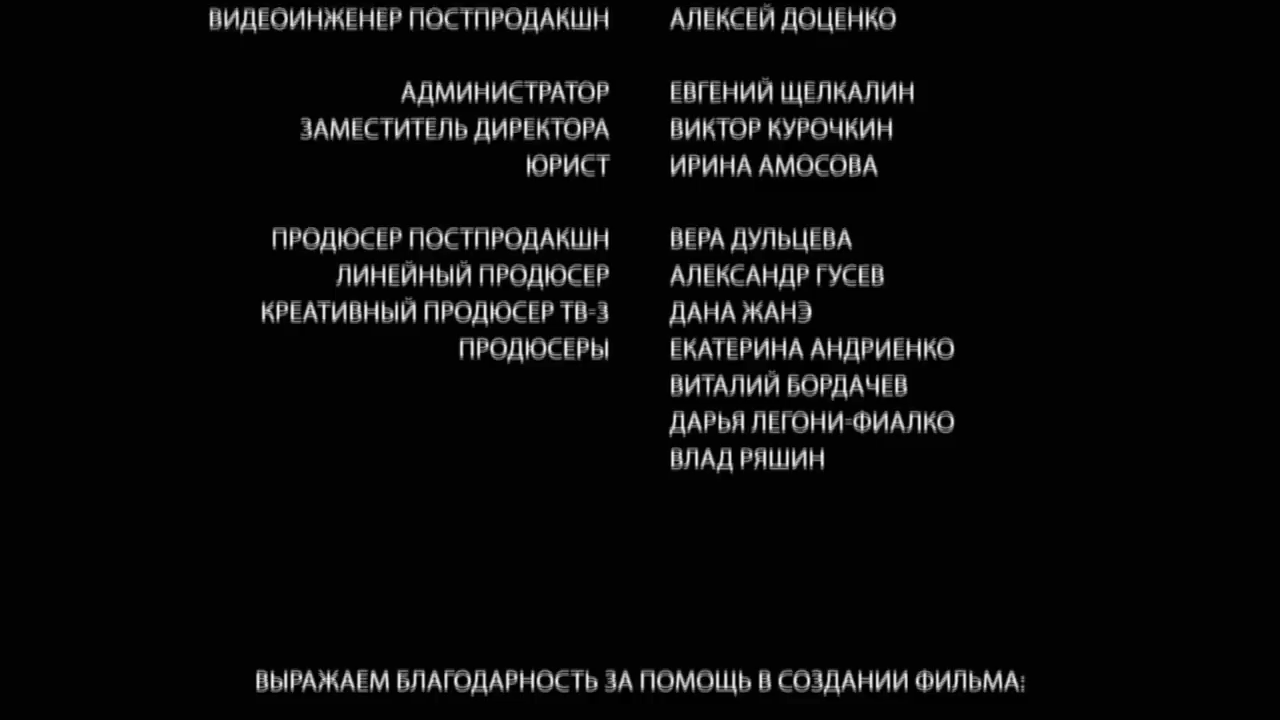 ВИДЕОИНЖЕНЕР ПОСТПРОДАКШН АЛЕКСЕЙ ДОЦЕНКО
АДМИНИСТРАТОР ЕВГЕНИЙ ЩЕЛКАЛИН
ЗАМЕСТИТЕЛЬ ДИРЕКТОРА ВИКТОР КУРОЧКИН
ЮРИСТ ИРИНА АМОСОВА
ПРОДЮСЕР ПОСТПРОДАКШН ВЕРА ДУЛЬЦЕВА
ЛИНЕЙНЫЙ ПРОДЮСЕР АЛЕКСАНДР ГУСЕВ
КРЕАТИВНЫЙ ПРОДЮСЕР ТВ-3 ДАНА ЖАНЭ
ПРОДЮСЕРЫ ЕКАТЕРИНА АНДРИЕНКО
ВИТАЛИЙ БОРДАЧЕВ
ДАРЬЯ ЛЕГОНИ-ФИАЛКО
ВЛАД РЯШИН
ВЫРАЖАЕМ БЛАГОДАРНОСТЬ ЗА ПОМОЩЬ В СОЗДАНИИ ФИЛЬМА: